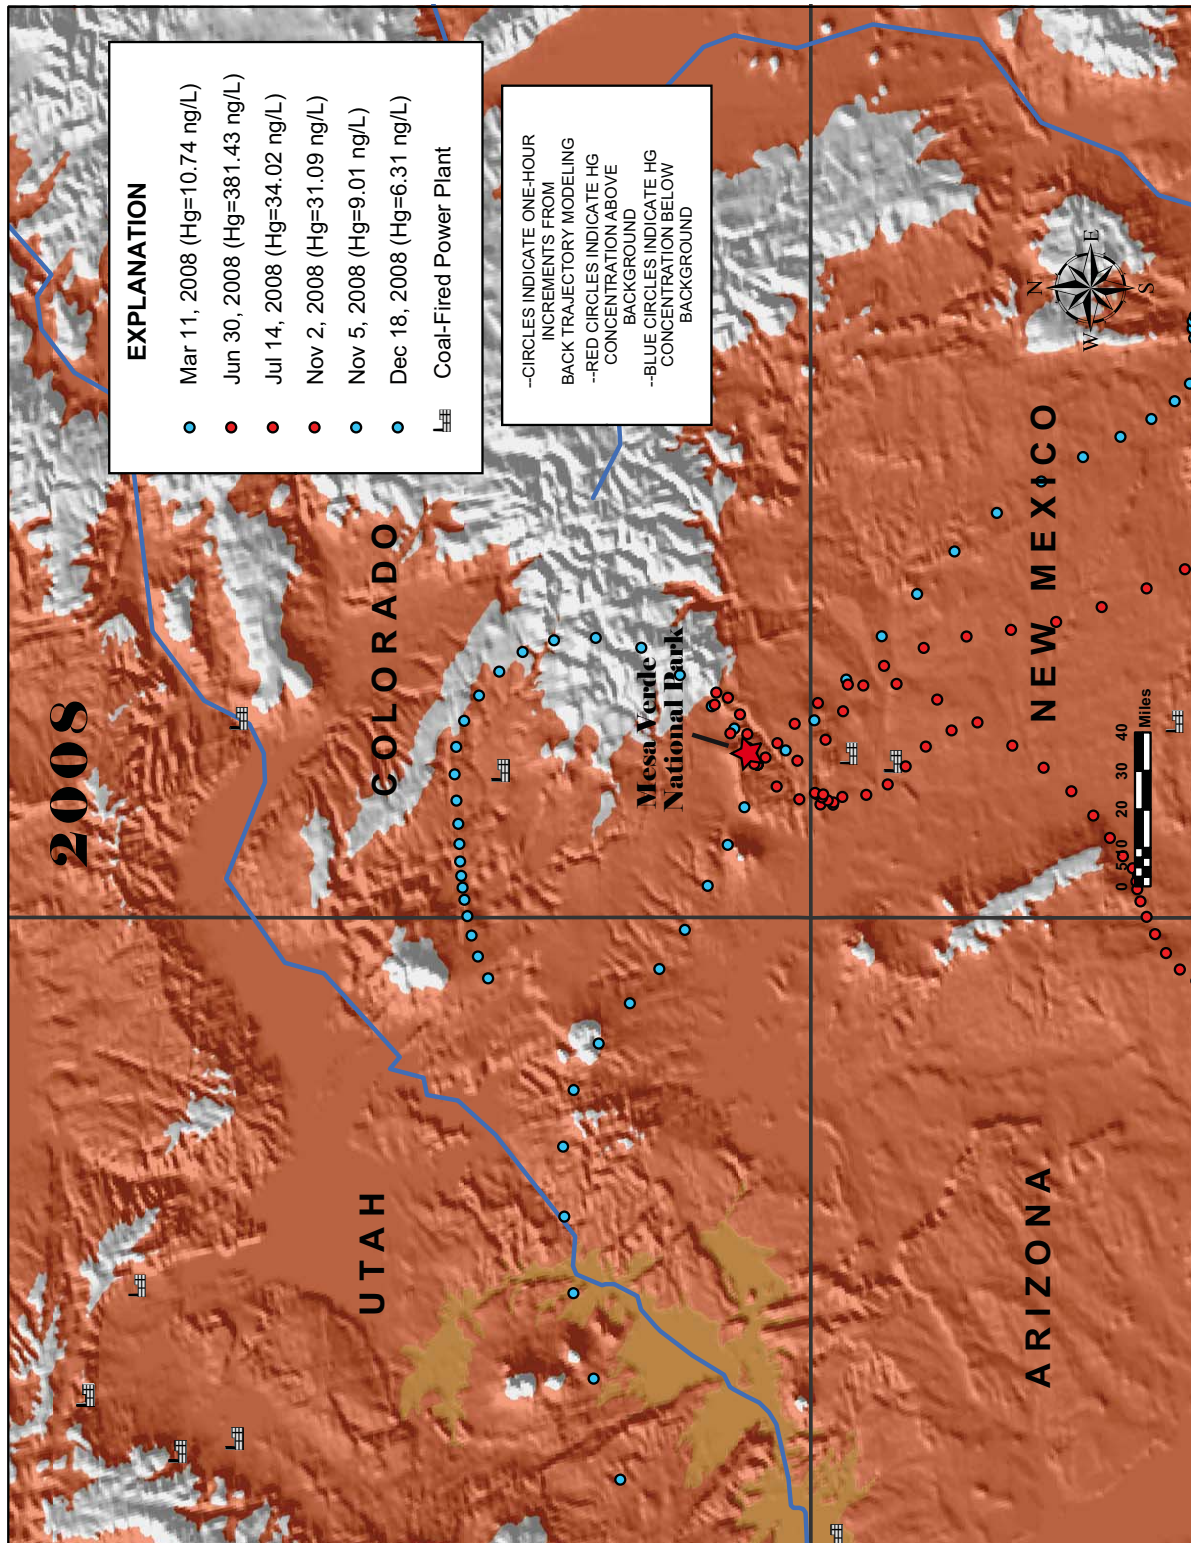 2008
EXPLANATION
Mar 11, 2008 (Hg=10.74 ng/L)
Jun 30, 2008 (Hg=381.43 ng/L)
Jul 14, 2008 (Hg=34.02 ng/L)
Nov 2, 2008 (Hg=31.09 ng/L)
Nov 5, 2008 (Hg=9.01 ng/L)
Dec 18, 2008 (Hg=6.31 ng/L)
Coal-Fired Power Plant
--CIRCLES INDICATE ONE-HOUR
INCREMENTS FROM
BACK TRAJECTORY MODELING
--RED CIRCLES INDICATE HG
CONCENTRATION ABOVE
BACKGROUND
--BLUE CIRCLES INDICATE HG
CONCENTRATION BELOW
BACKGROUND
UTAH
COLORADO
Mesa Verde
National Park
ARIZONA
NEW MEXICO
N
W
E
S
0 5 10 20 30 40
Miles